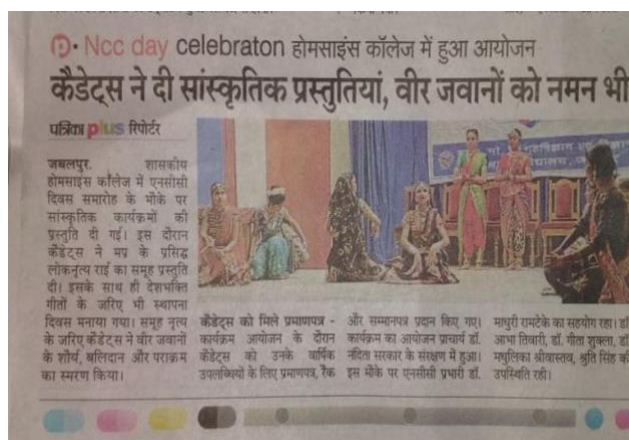 p. Ncc day celebraton होमसाइंस कॉलेज में हुआ आयोजन
कैडेट्स ने दी सांस्कृतिक प्रस्तुतियां, वीर जवानों को नमन भी
पत्रिका plus रिपोर्टर
जबलपुर. शासकीय
होमसाइंस कॉलेज में एनसीसी
दिवस समारोह के मौके पर
सांस्कृतिक कार्यक्रमों की
प्रस्तुति दी गई। इस दौरान
कैडेट्स ने मप्र के प्रसिद्ध
लोकनृत्य राई का समूह प्रस्तुति
दी। इसके साथ ही देशभक्ति
गीतों के जरिए भी स्थापना
दिवस मनाया गया। समूह नृत्य
के जरिए कैडेट्स ने वीर जवानों
के शौर्य, बलिदान और पराक्रम
का स्मरण किया।
कैडेट्स को मिले प्रमाणपत्र -
कार्यक्रम आयोजन के दौरान
कैडेट्स को उनके वार्षिक
उपलब्धियों के लिए प्रमाणपत्र, रैंक
और सम्मानपत्र प्रदान किए गए।
कार्यक्रम का आयोजन प्राचार्य डॉ.
नंदिता सरकार के संरक्षण में हुआ।
इस मौके पर एनसीसी प्रभारी डॉ.
माधुरी रामटेके का सहयोग रहा। डॉ
आभा तिवारी, डॉ. गीता शुक्ला, डॉ
मधुलिका श्रीवास्तव, श्रुति सिंह की
उपस्थिति रही।